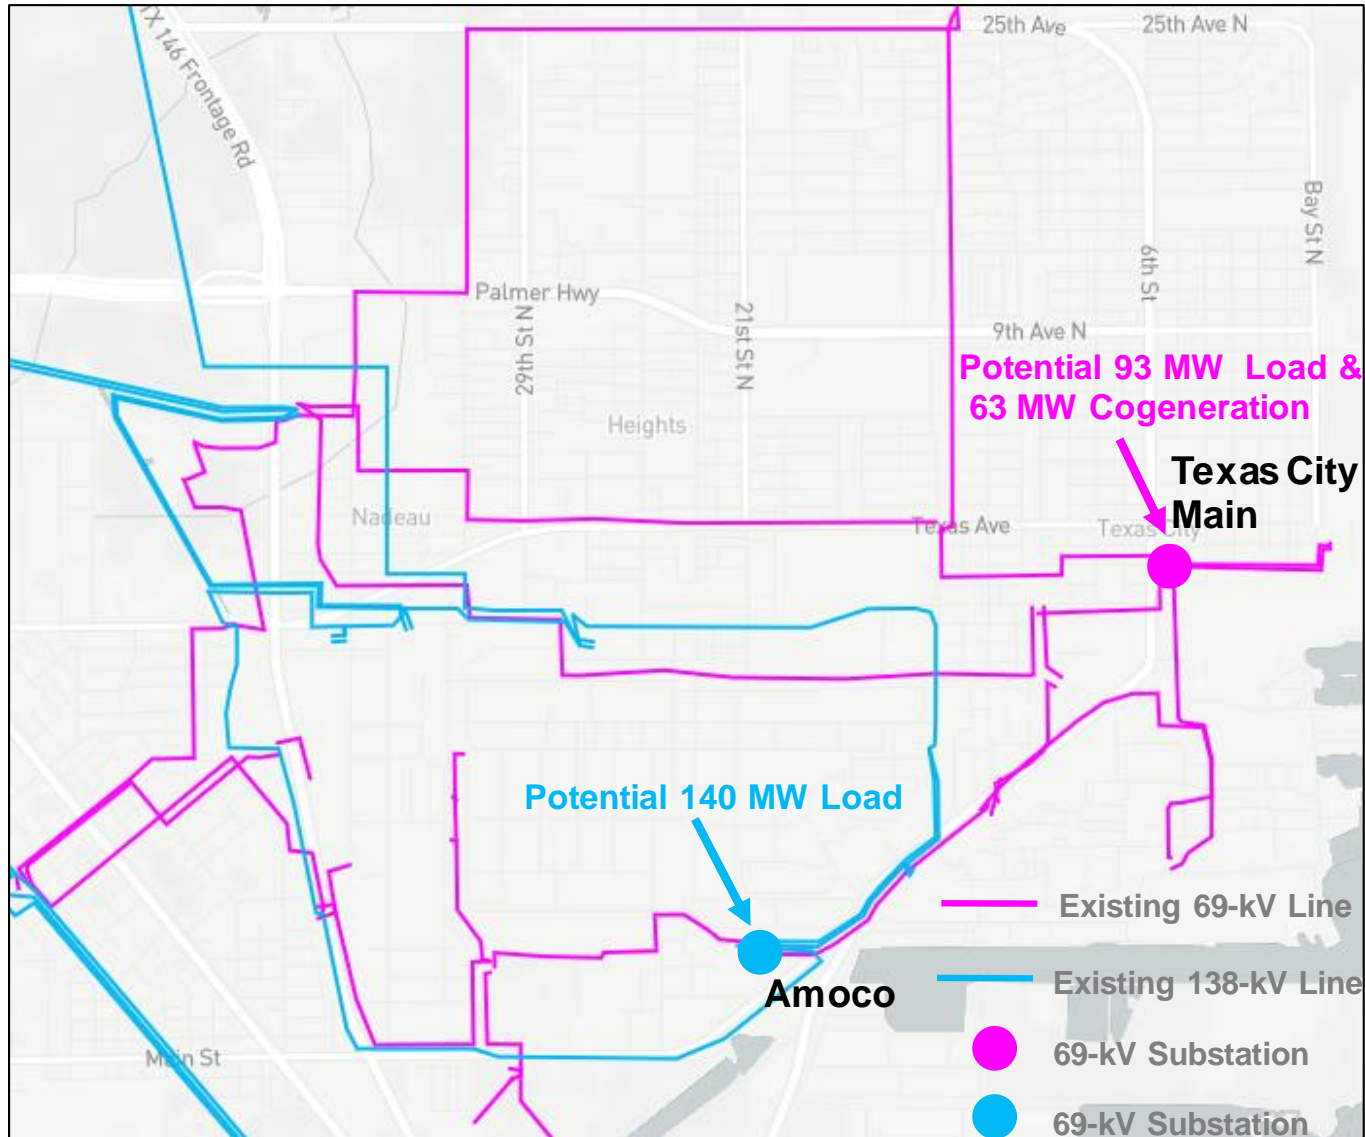 TX 146 Frontage Rd
25th Ave
25th Ave N
Bay St N
6th St
Palmer Hwy
29th St N
21st St N
9th Ave N
Potential 93 MW Load &
63 MW Cogeneration
Heights
Texas City
Main
Nadeau
Texas Ave
Texas City
Potential 140 MW Load
Amoco
Main St
Existing 69-kV Line
Existing 138-kV Line
69-kV Substation
69-kV Substation